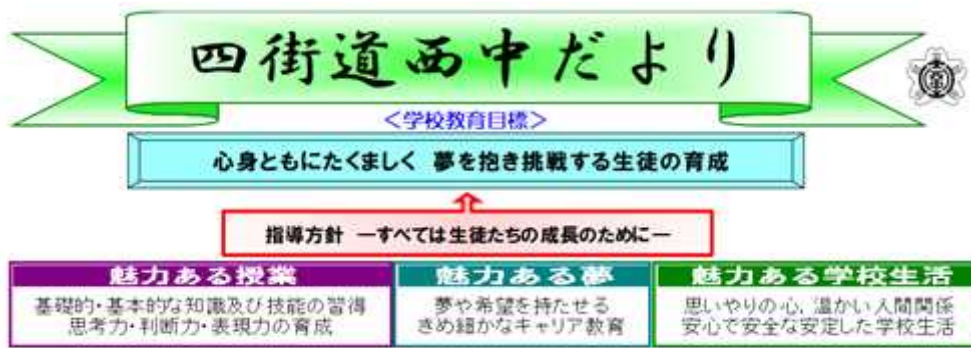 四街道西中だより
<学校教育目標>
心身ともにたくましく 夢を抱き挑戦する生徒の育成
指導方針 ―すべては生徒たちの成長のために―
魅力ある授業
基礎的・基本的な知識及び技能の習得
思考力・判断力・表現力の育成
魅力ある夢
夢や希望を持たせる
きめ細かなキャリア教育
魅力ある学校生活
思いやりの心、温かい人間関係
安心で安全な安定した学校生活